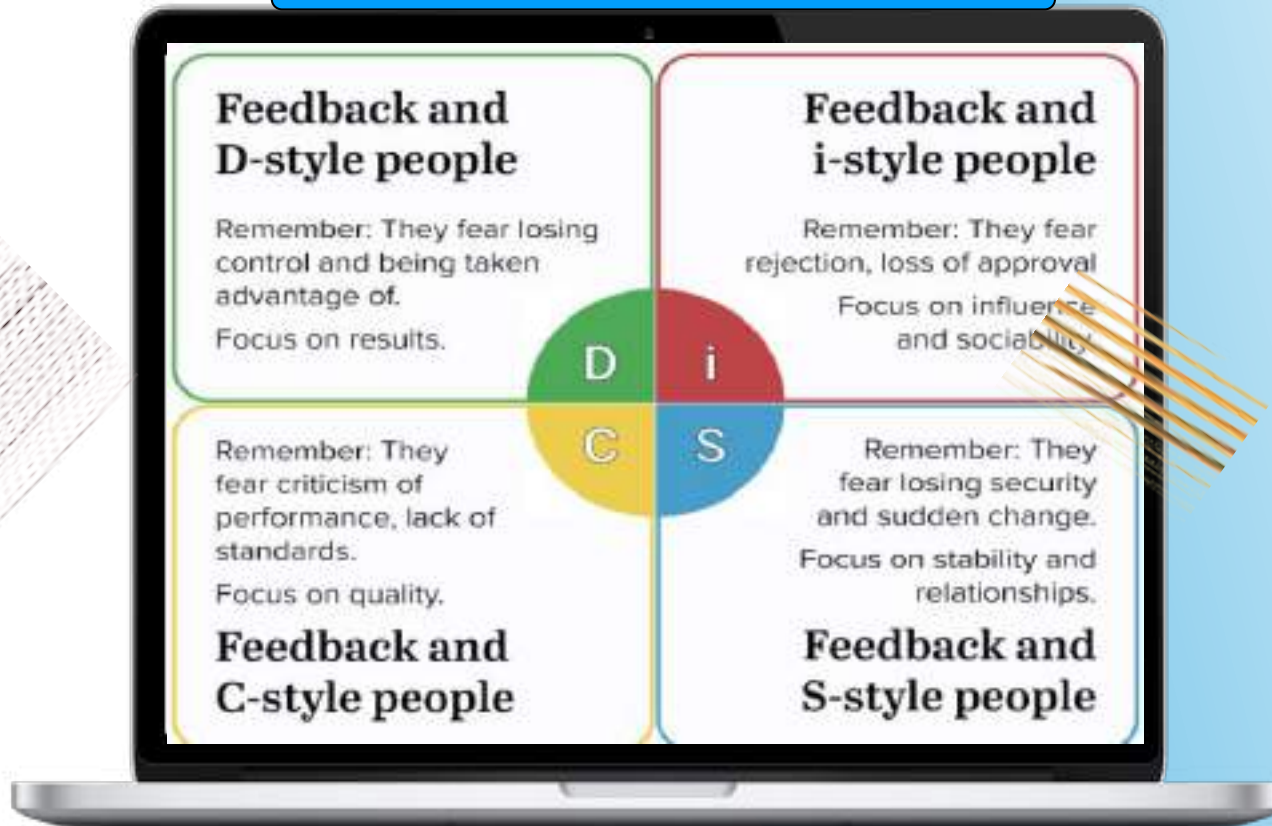 Feedback and
D-style people
Remember: They fear losing
control and being taken
advantage of.
Focus on results.
Feedback and
i-style people
Remember: They fear
rejection, loss of approval
Focus on influence
and sociability.
D
i
C
S
Remember: They
fear criticism of
performance, lack of
standards.
Focus on quality.
Feedback and
C-style people
Remember: They
fear losing security
and sudden change.
Focus on stability and
relationships.
Feedback and
S-style people